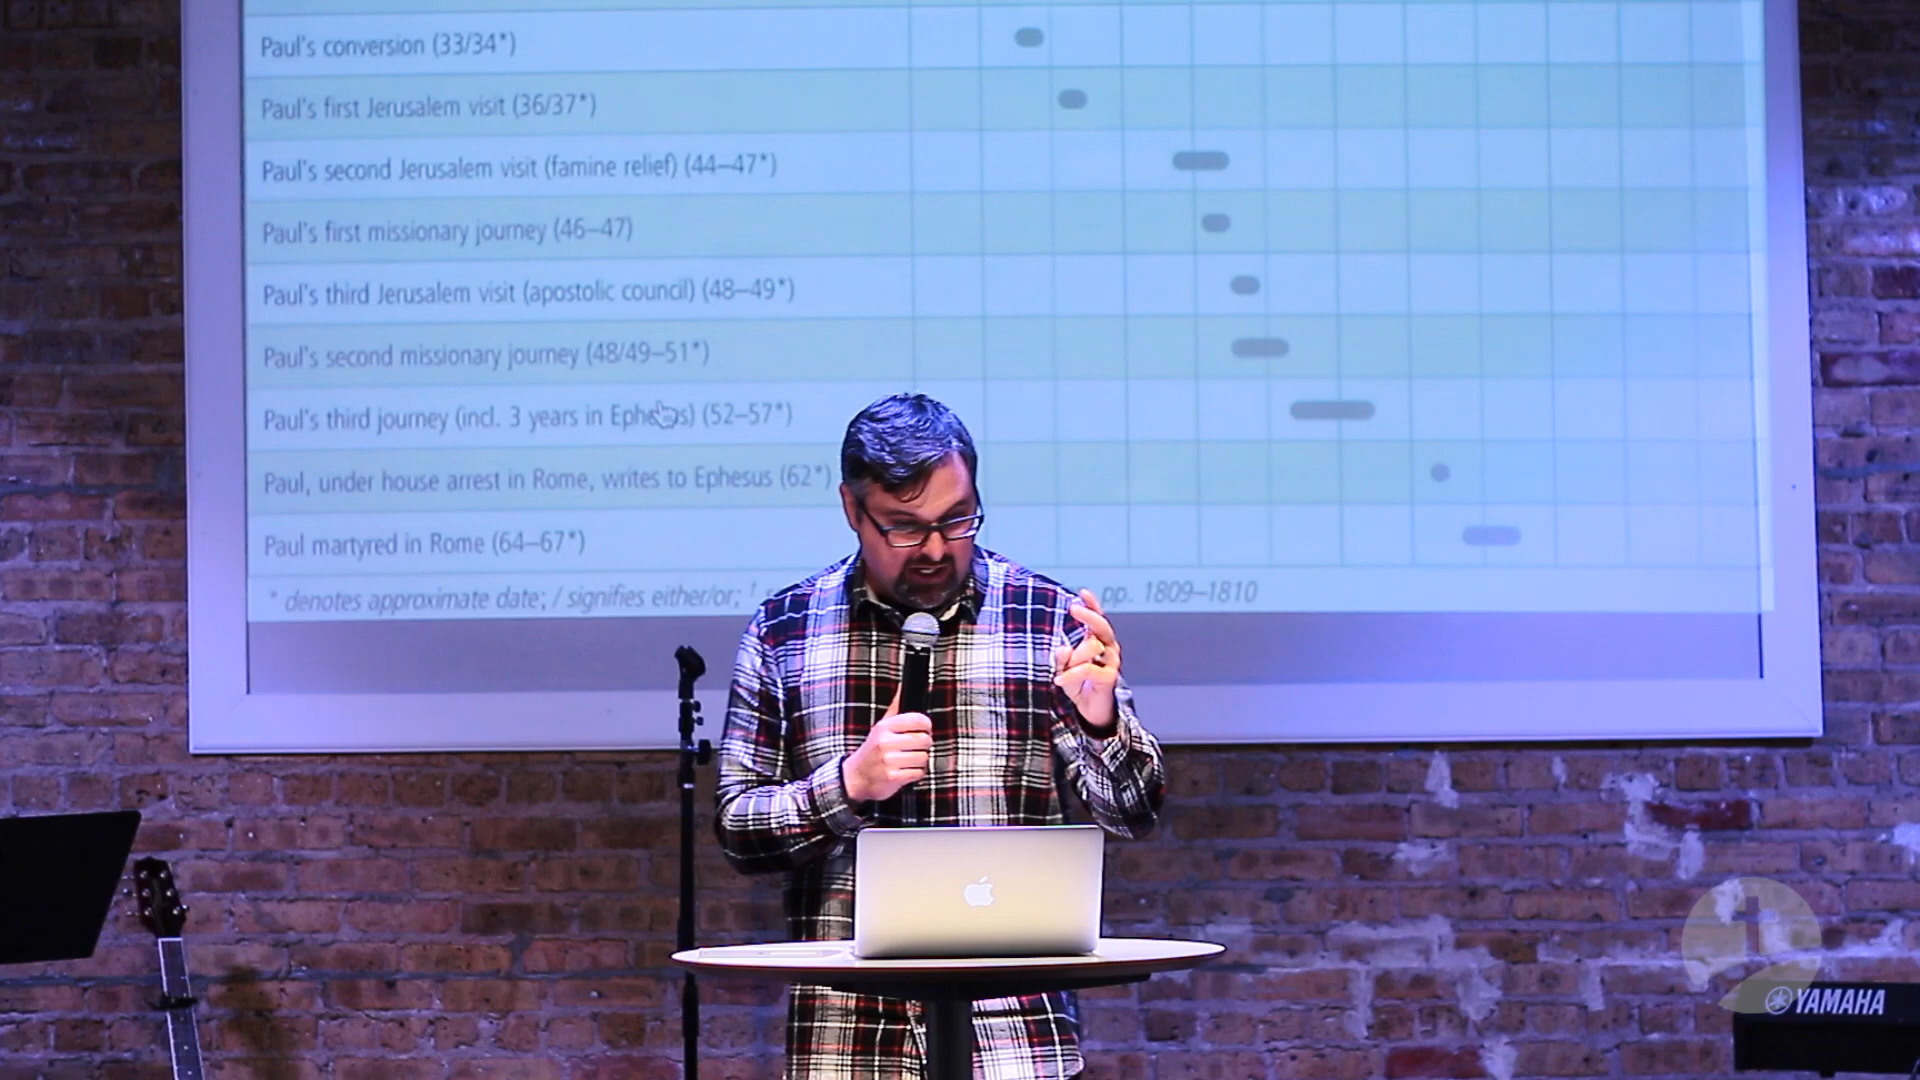 Paul's conversion (33/34*)
Paul's first Jerusalem visit (36/37*)
Paul's second Jerusalem visit (famine relief) (44–47*)
Paul's first missionary journey (46–47)
Paul's third Jerusalem visit (apostolic council) (48–49*)
Paul's second missionary journey (48/49–51*)
Paul's third journey (incl. 3 years in Ephesus) (52–57*)
Paul, under house arrest in Rome, writes to Ephesus (62*)
Paul martyred in Rome (64–67*)
* denotes approximate date; / signifies either/or; † pp. 1809–1810
YAMAHA